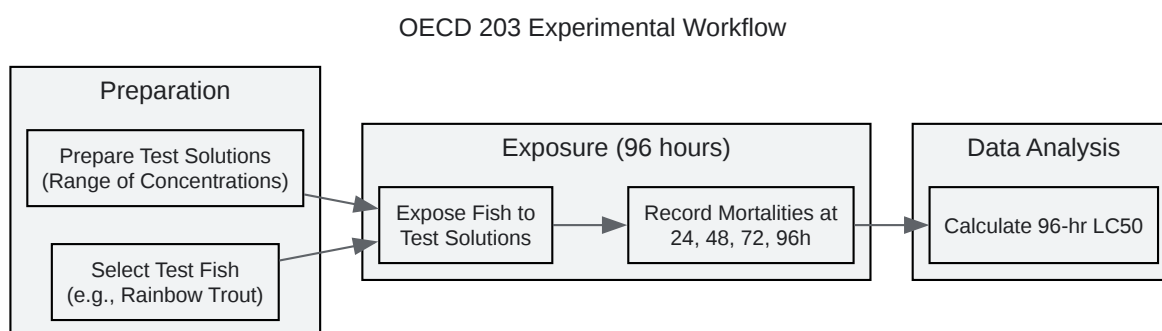 OECD 203 Experimental Workflow
Preparation
Prepare Test Solutions
(Range of Concentrations)
Select Test Fish
(e.g., Rainbow Trout)
Exposure (96 hours)
Expose Fish to
Test Solutions
Record Mortalities at
24, 48, 72, 96h
Data Analysis
Calculate 96-hr LC50